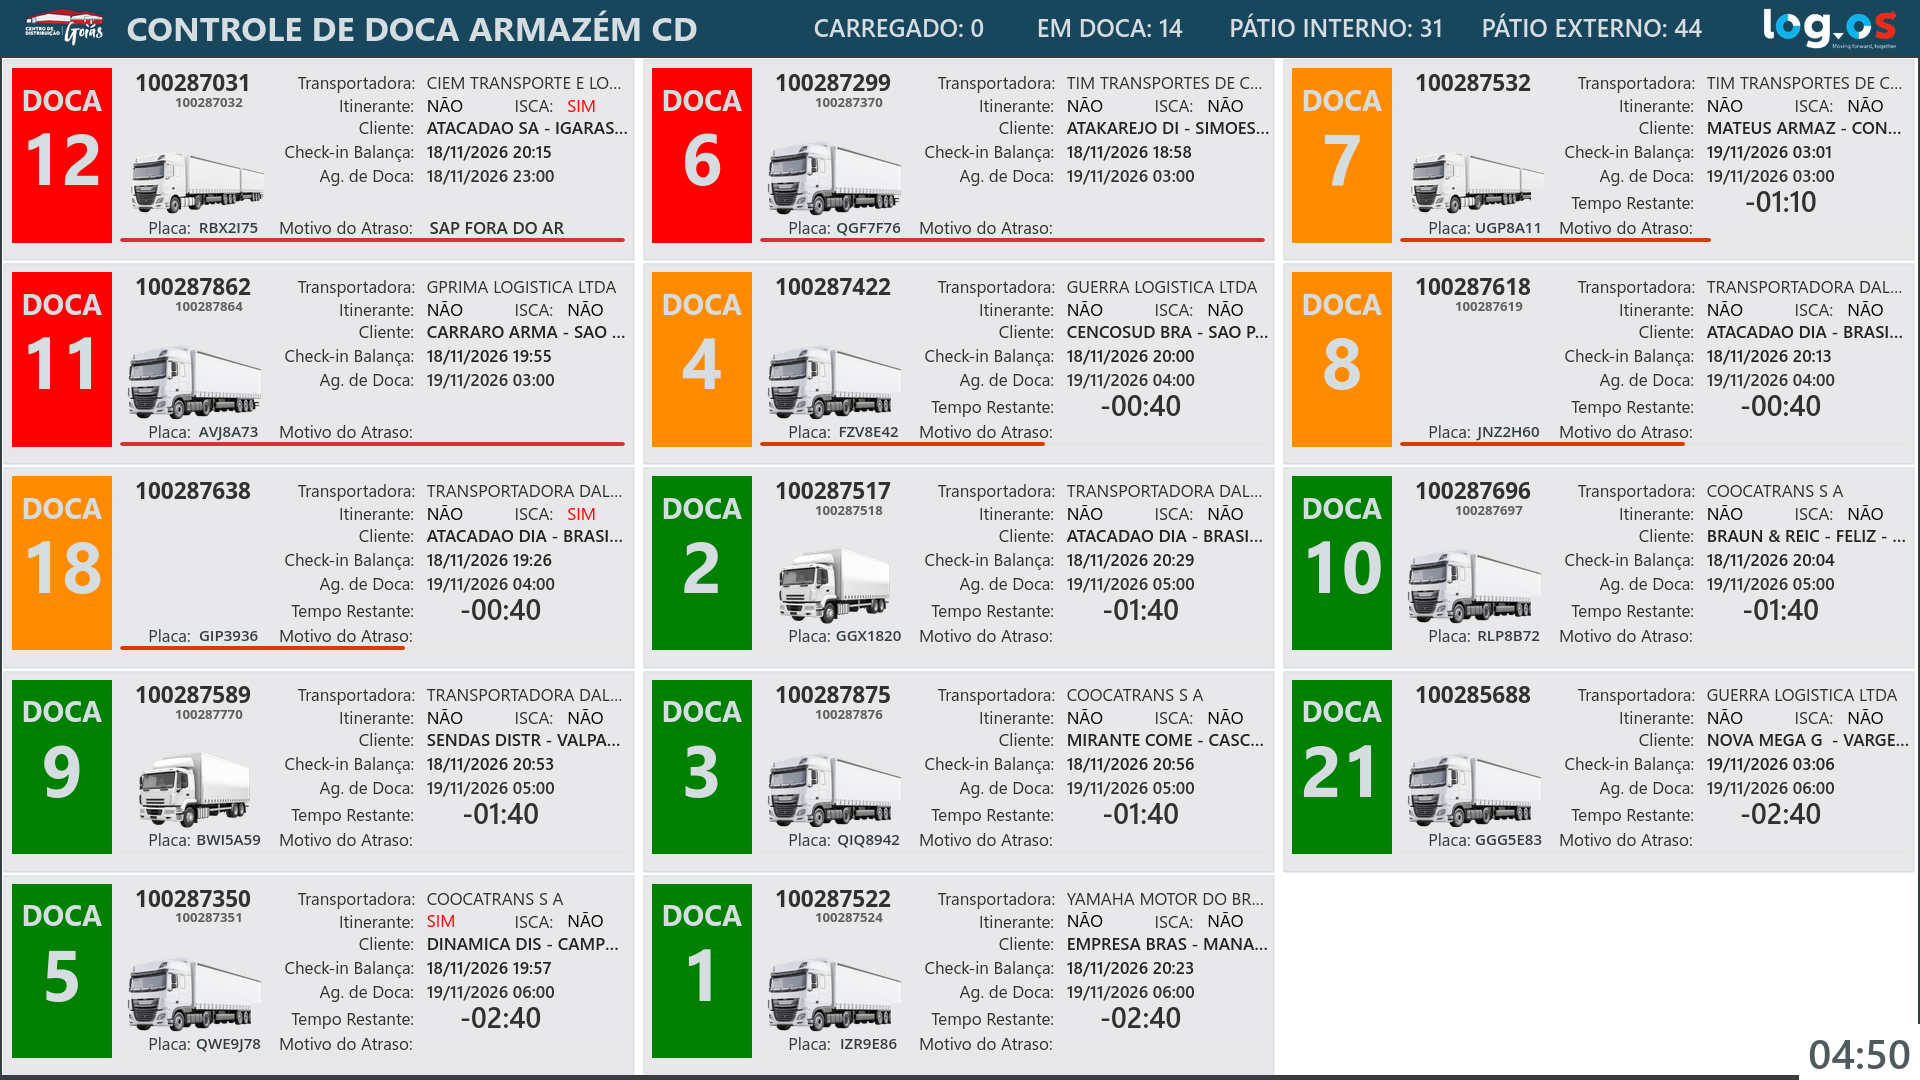 CENTRO DE DISTRIBUIÇÃO Goiás
CONTROLE DE DOCA ARMAZÉM CD
CARREGADO: 0
EM DOCA: 14
PÁTIO INTERNO: 31
PÁTIO EXTERNO: 44
log.os
Moving forward, together
DOCA
12
100287031
100287032
Transportadora: CIEM TRANSPORTE E LO...
Itinerante: NÃO ISCA: SIM
Cliente: ATACADAO SA - IGARAS...
Check-in Balança: 18/11/2026 20:15
Ag. de Doca: 18/11/2026 23:00
Placa: RBX2I75 Motivo do Atraso: SAP FORA DO AR
DOCA
6
100287299
100287370
Transportadora: TIM TRANSPORTES DE C...
Itinerante: NÃO ISCA: NÃO
Cliente: ATAKAREJO DI - SIMOES...
Check-in Balança: 18/11/2026 18:58
Ag. de Doca: 19/11/2026 03:00
Placa: QGF7F76 Motivo do Atraso:
DOCA
7
100287532
Transportadora: TIM TRANSPORTES DE C...
Itinerante: NÃO ISCA: NÃO
Cliente: MATEUS ARMAZ - CON...
Check-in Balança: 19/11/2026 03:01
Ag. de Doca: 19/11/2026 03:00
Tempo Restante: -01:10
Placa: UGP8A11 Motivo do Atraso:
DOCA
11
100287862
100287864
Transportadora: GPRIMA LOGISTICA LTDA
Itinerante: NÃO ISCA: NÃO
Cliente: CARRARO ARMA - SAO ...
Check-in Balança: 18/11/2026 19:55
Ag. de Doca: 19/11/2026 03:00
Placa: AVJ8A73 Motivo do Atraso:
DOCA
4
100287422
Transportadora: GUERRA LOGISTICA LTDA
Itinerante: NÃO ISCA: NÃO
Cliente: CENCOSUD BRA - SAO P...
Check-in Balança: 18/11/2026 20:00
Ag. de Doca: 19/11/2026 04:00
Tempo Restante: -00:40
Placa: FZV8E42 Motivo do Atraso:
DOCA
8
100287618
100287619
Transportadora: TRANSPORTADORA DAL...
Itinerante: NÃO ISCA: NÃO
Cliente: ATACADAO DIA - BRASI...
Check-in Balança: 18/11/2026 20:13
Ag. de Doca: 19/11/2026 04:00
Tempo Restante: -00:40
Placa: JNZ2H60 Motivo do Atraso:
DOCA
18
100287638
Transportadora: TRANSPORTADORA DAL...
Itinerante: NÃO ISCA: SIM
Cliente: ATACADAO DIA - BRASI...
Check-in Balança: 18/11/2026 19:26
Ag. de Doca: 19/11/2026 04:00
Tempo Restante: -00:40
Placa: GIP3936 Motivo do Atraso:
DOCA
2
100287517
100287518
Transportadora: TRANSPORTADORA DAL...
Itinerante: NÃO ISCA: NÃO
Cliente: ATACADAO DIA - BRASI...
Check-in Balança: 18/11/2026 20:29
Ag. de Doca: 19/11/2026 05:00
Tempo Restante: -01:40
Placa: GGX1820 Motivo do Atraso:
DOCA
10
100287696
100287697
Transportadora: COOCATRANS S A
Itinerante: NÃO ISCA: NÃO
Cliente: BRAUN & REIC - FELIZ - ...
Check-in Balança: 18/11/2026 20:04
Ag. de Doca: 19/11/2026 05:00
Tempo Restante: -01:40
Placa: RLP8B72 Motivo do Atraso:
DOCA
9
100287589
100287770
Transportadora: TRANSPORTADORA DAL...
Itinerante: NÃO ISCA: NÃO
Cliente: SENDAS DISTR - VALPA...
Check-in Balança: 18/11/2026 20:53
Ag. de Doca: 19/11/2026 05:00
Tempo Restante: -01:40
Placa: BWI5A59 Motivo do Atraso:
DOCA
3
100287875
100287876
Transportadora: COOCATRANS S A
Itinerante: NÃO ISCA: NÃO
Cliente: MIRANTE COME - CASC...
Check-in Balança: 18/11/2026 20:56
Ag. de Doca: 19/11/2026 05:00
Tempo Restante: -01:40
Placa: QIQ8942 Motivo do Atraso:
DOCA
21
100285688
Transportadora: GUERRA LOGISTICA LTDA
Itinerante: NÃO ISCA: NÃO
Cliente: NOVA MEGA G - VARGE...
Check-in Balança: 19/11/2026 03:06
Ag. de Doca: 19/11/2026 06:00
Tempo Restante: -02:40
Placa: GGG5E83 Motivo do Atraso:
DOCA
5
100287350
100287351
Transportadora: COOCATRANS S A
Itinerante: SIM ISCA: NÃO
Cliente: DINAMICA DIS - CAMP...
Check-in Balança: 18/11/2026 19:57
Ag. de Doca: 19/11/2026 06:00
Tempo Restante: -02:40
Placa: QWE9J78 Motivo do Atraso:
DOCA
1
100287522
100287524
Transportadora: YAMAHA MOTOR DO BR...
Itinerante: NÃO ISCA: NÃO
Cliente: EMPRESA BRAS - MANA...
Check-in Balança: 18/11/2026 20:23
Ag. de Doca: 19/11/2026 06:00
Tempo Restante: -02:40
Placa: IZR9E86 Motivo do Atraso:
04:50